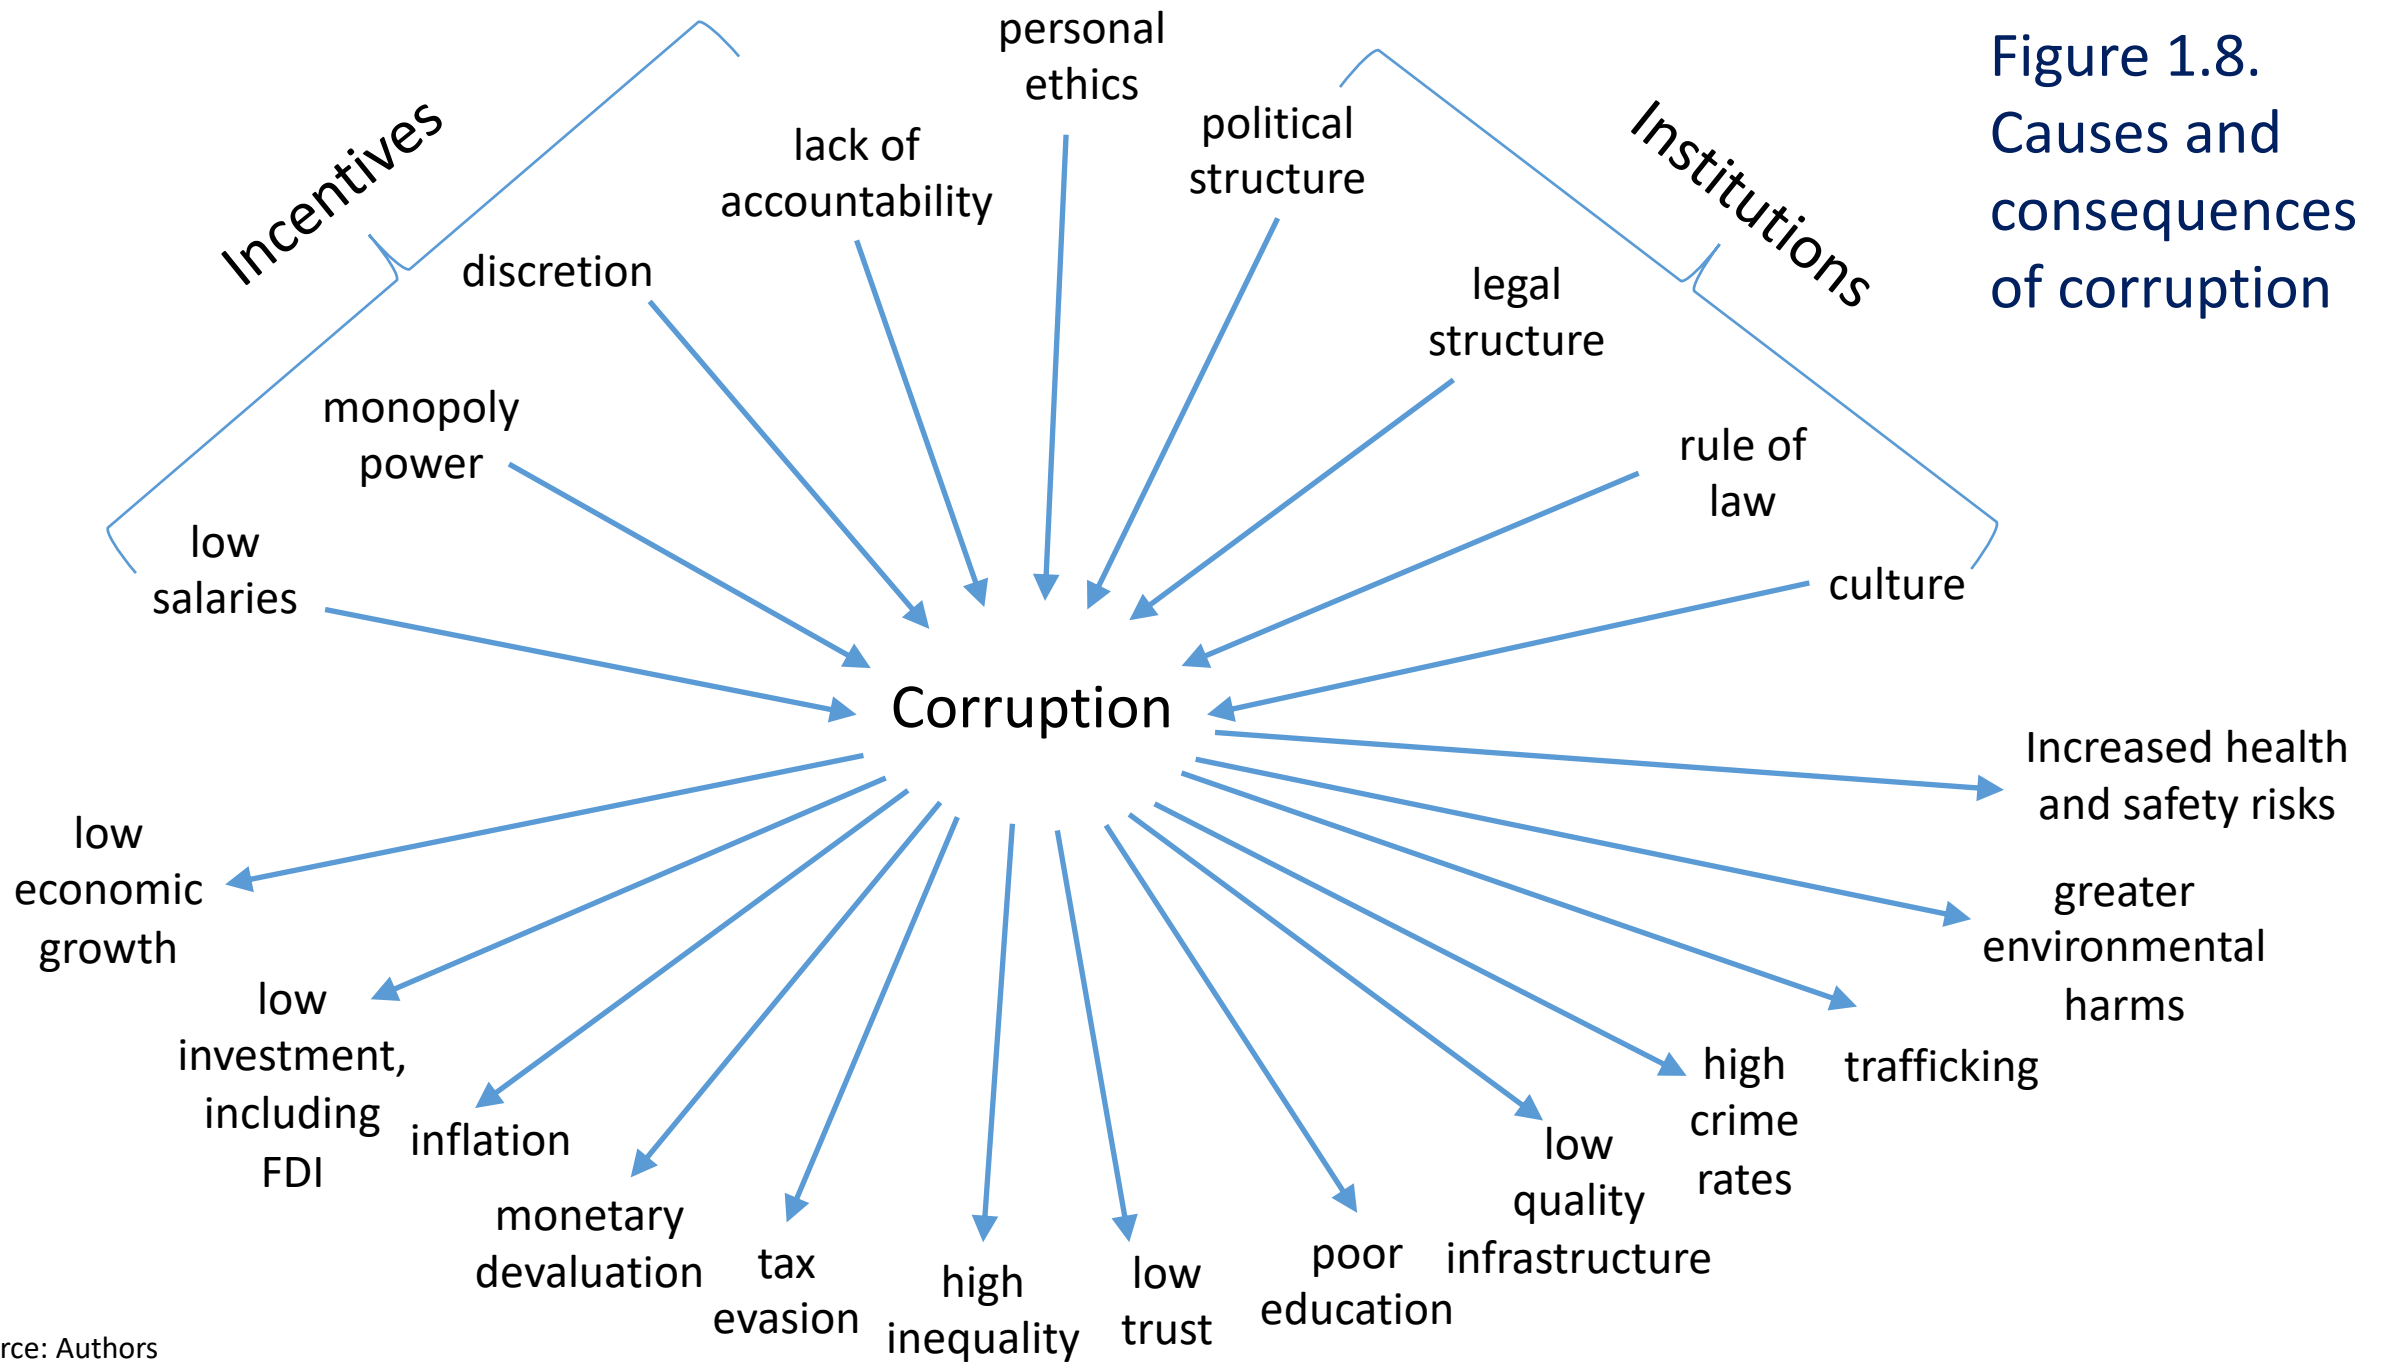 personal
ethics
Figure 1.8.
Causes and
consequences
of corruption
Incentives
lack of
accountability
political
structure
Institutions
discretion
legal
structure
monopoly
power
rule of
law
low
salaries
culture
Corruption
Increased health
and safety risks
low
economic
growth
greater
environmental
harms
low
investment,
including
FDI
inflation
trafficking
high
crime
rates
monetary
devaluation
tax
evasion
high
inequality
low
trust
poor
education
low
quality
infrastructure
rce: Authors